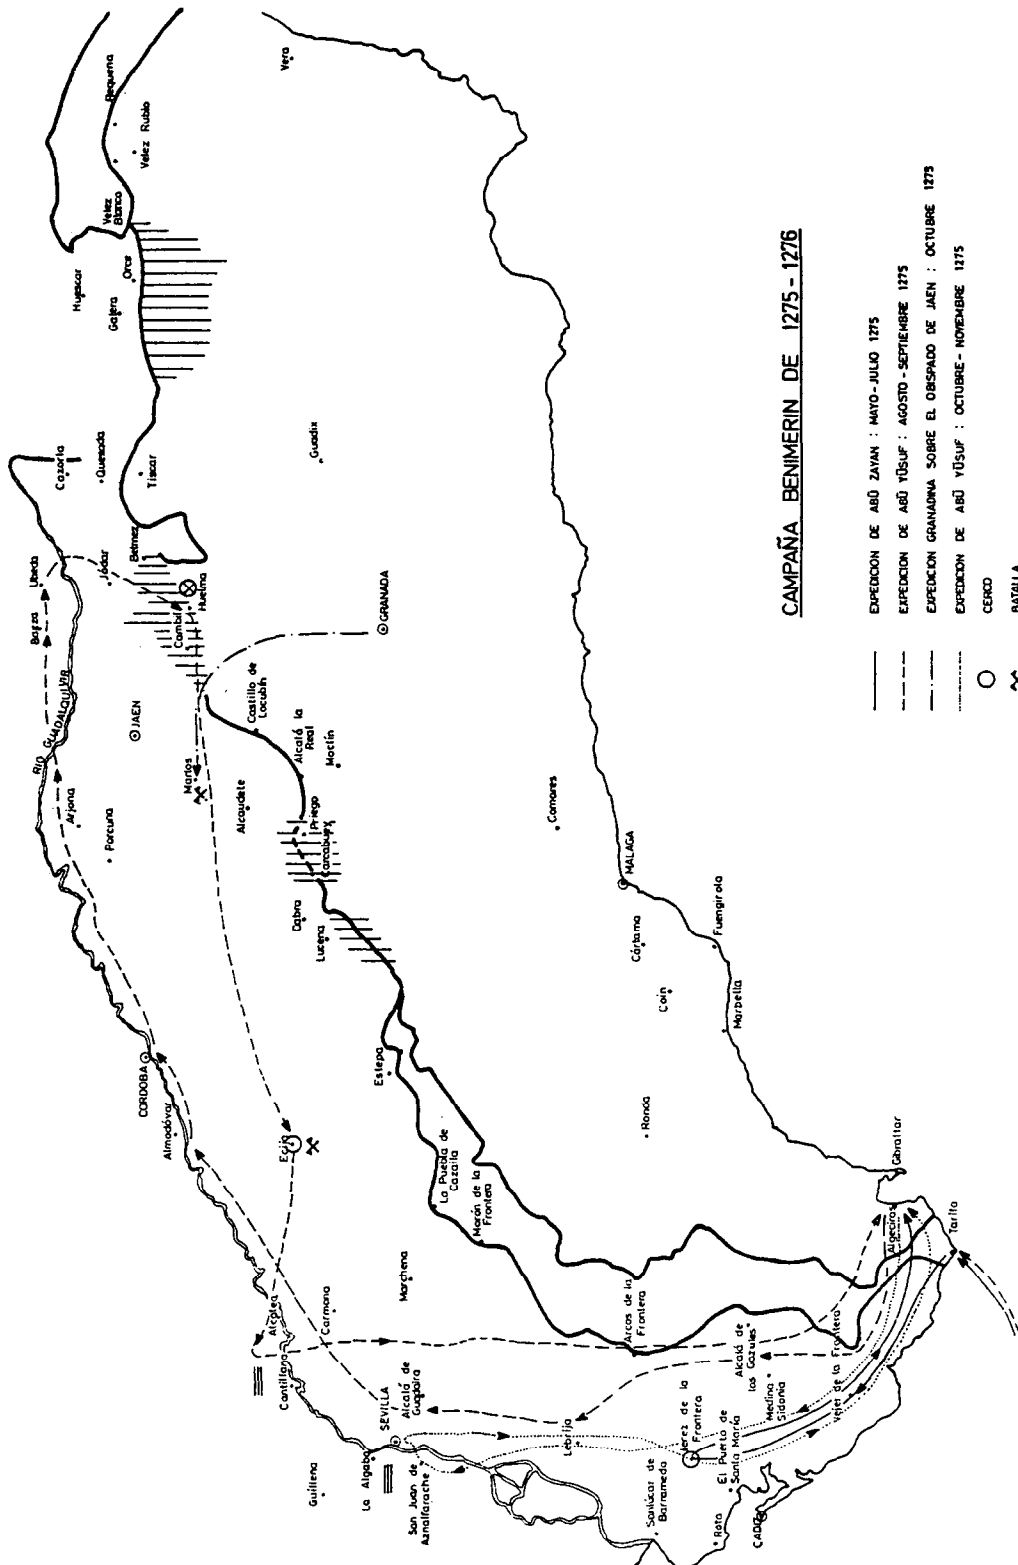 CAMPAÑA BENIMERIN DE 1275 - 1276
EXPEDICION DE ABŪ ZAYAN : MAYO-JULIO 1275
EXPEDICION DE ABŪ YŪSUF : AGOSTO-SEPTIEMBRE 1275
EXPEDICION GRANADINA SOBRE EL OBISPADO DE JAEN : OCTUBRE 1275
EXPEDICION DE ABŪ YŪSUF : OCTUBRE-NOVIEMBRE 1275
CERCO
BATALLA
RIO GUADALQUIVIR
Guillena
La Algaba
San Juan de
Aznalfarache
SEVILLA
Alcalá de
Guadaira
Cantillana
Alcolea
Carmona
Marchena
Lebrija
Sanlúcar de
Barrameda
Rota
CADIZ
El Puerto de
Santa María
Jerez de la
Frontera
Medina
Sidonia
Alcalá de
los Gazules
Vejer de la Frontera
Arcos de la
Frontera
Algeciras
Tarifa
Gibraltar
Morón de la
Frontera
La Puebla de
Cazalla
Ecija
Estepa
Almodóvar
CORDOBA
Ronda
Marbella
Coín
Cártama
Fuengirola
MALAGA
Comares
Lucena
Cabra
Carcabuey
Priego
Alcaudete
Alcalá la
Real
Moclín
Castillo de
Locubín
Martos
Porcuna
Arjona
JAEN
Baeza
Ubeda
Jódar
Cambil
Huelma
Belmez
GRANADA
Guadix
Cazorla
Quesada
Tiscar
Galera
Huescar
Orce
Velez
Blanco
Velez Rubio
Requena
Vera